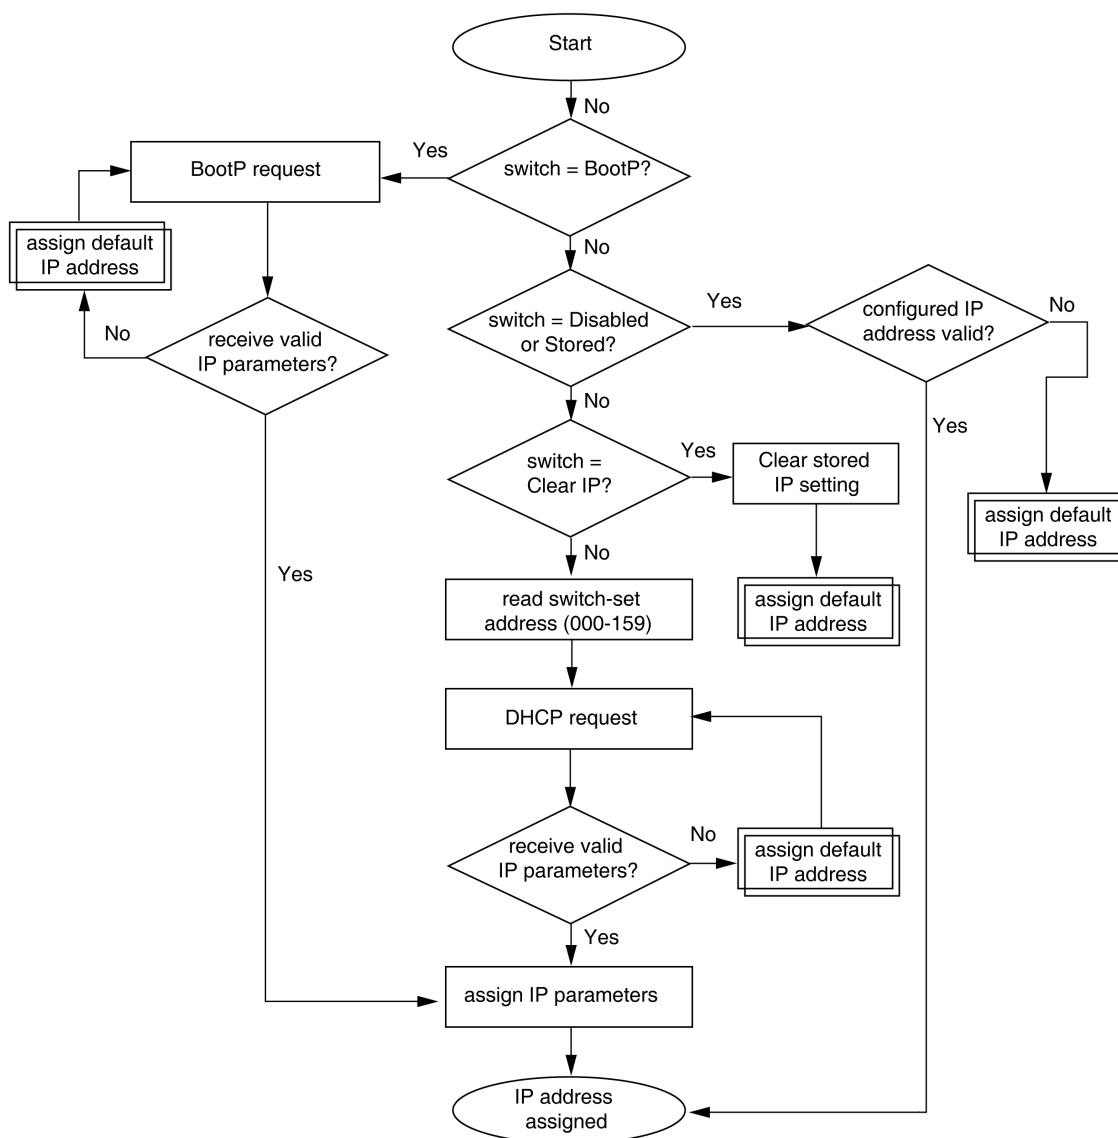 Start
No
Yes
BootP request
switch = BootP?
assign default
IP address
No
Yes
configured IP
address valid?
No
No
receive valid
IP parameters?
switch = Disabled
or Stored?
No
Yes
Yes
switch =
Clear IP?
Clear stored
IP setting
assign default
IP address
No
Yes
read switch-set
address (000-159)
assign default
IP address
DHCP request
No
receive valid
IP parameters?
assign default
IP address
Yes
assign IP parameters
IP address
assigned